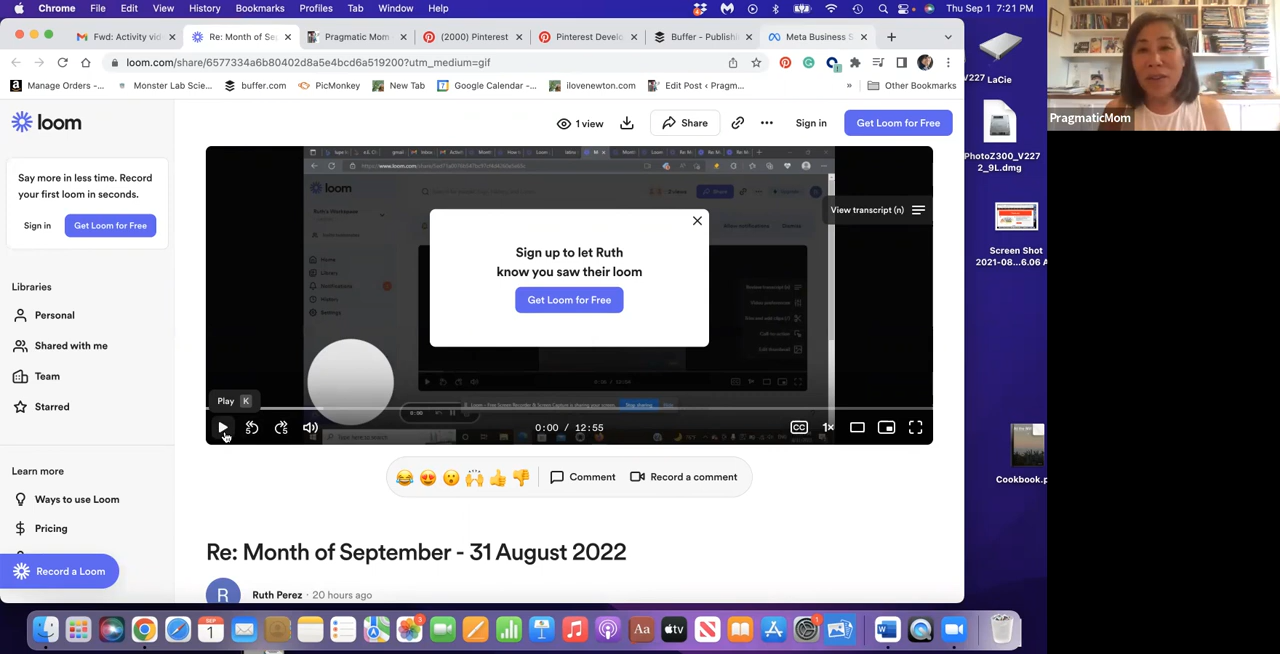 Chrome File Edit View History Bookmarks Profiles Tab Window Help
Thu Sep 1 7:21 PM
Fwd: Activity vid
Re: Month of Se
Pragmatic Mom
(2000) Pinterest
Pinterest Develo
Buffer - Publishi
Meta Business S
loom.com/share/6577334a6b80402d8a5e4bcd6a519200?utm_medium=gif
Manage Orders -...
Monster Lab Scie...
buffer.com
PicMonkey
New Tab
Google Calendar -...
ilovenewton.com
Edit Post ‹ Pragm...
»
Other Bookmarks
loom
1 view
Share
Sign in
Get Loom for Free
Say more in less time. Record
your first loom in seconds.
Sign in
Get Loom for Free
Libraries
Personal
Shared with me
Team
Starred
Learn more
Ways to use Loom
Pricing
Record a Loom
View transcript (n)
Sign up to let Ruth
know you saw their loom
Get Loom for Free
Play K
0:00 / 12:55
CC
1×
Comment
Record a comment
Re: Month of September - 31 August 2022
R
Ruth Perez · 20 hours ago
V227
LaCie
PhotoZ300_V227
2_9L.dmg
Screen Shot
2021-08...6.06 A
Cookbook.p
PragmaticMom